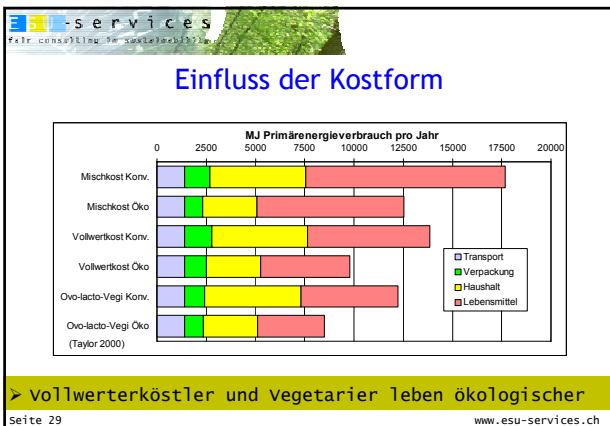 ESU-services
fair consulting in sustainability
Einfluss der Kostform
MJ Primärenergieverbrauch pro Jahr
0 2500 5000 7500 10000 12500 15000 17500 20000
Mischkost Konv.
Mischkost Öko
Vollwertkost Konv.
Vollwertkost Öko
Ovo-lacto-Vegi Konv.
Ovo-lacto-Vegi Öko
(Taylor 2000)
Transport
Verpackung
Haushalt
Lebensmittel
➢ Vollwerterköstler und Vegetarier leben ökologischer
Seite 29 www.esu-services.ch